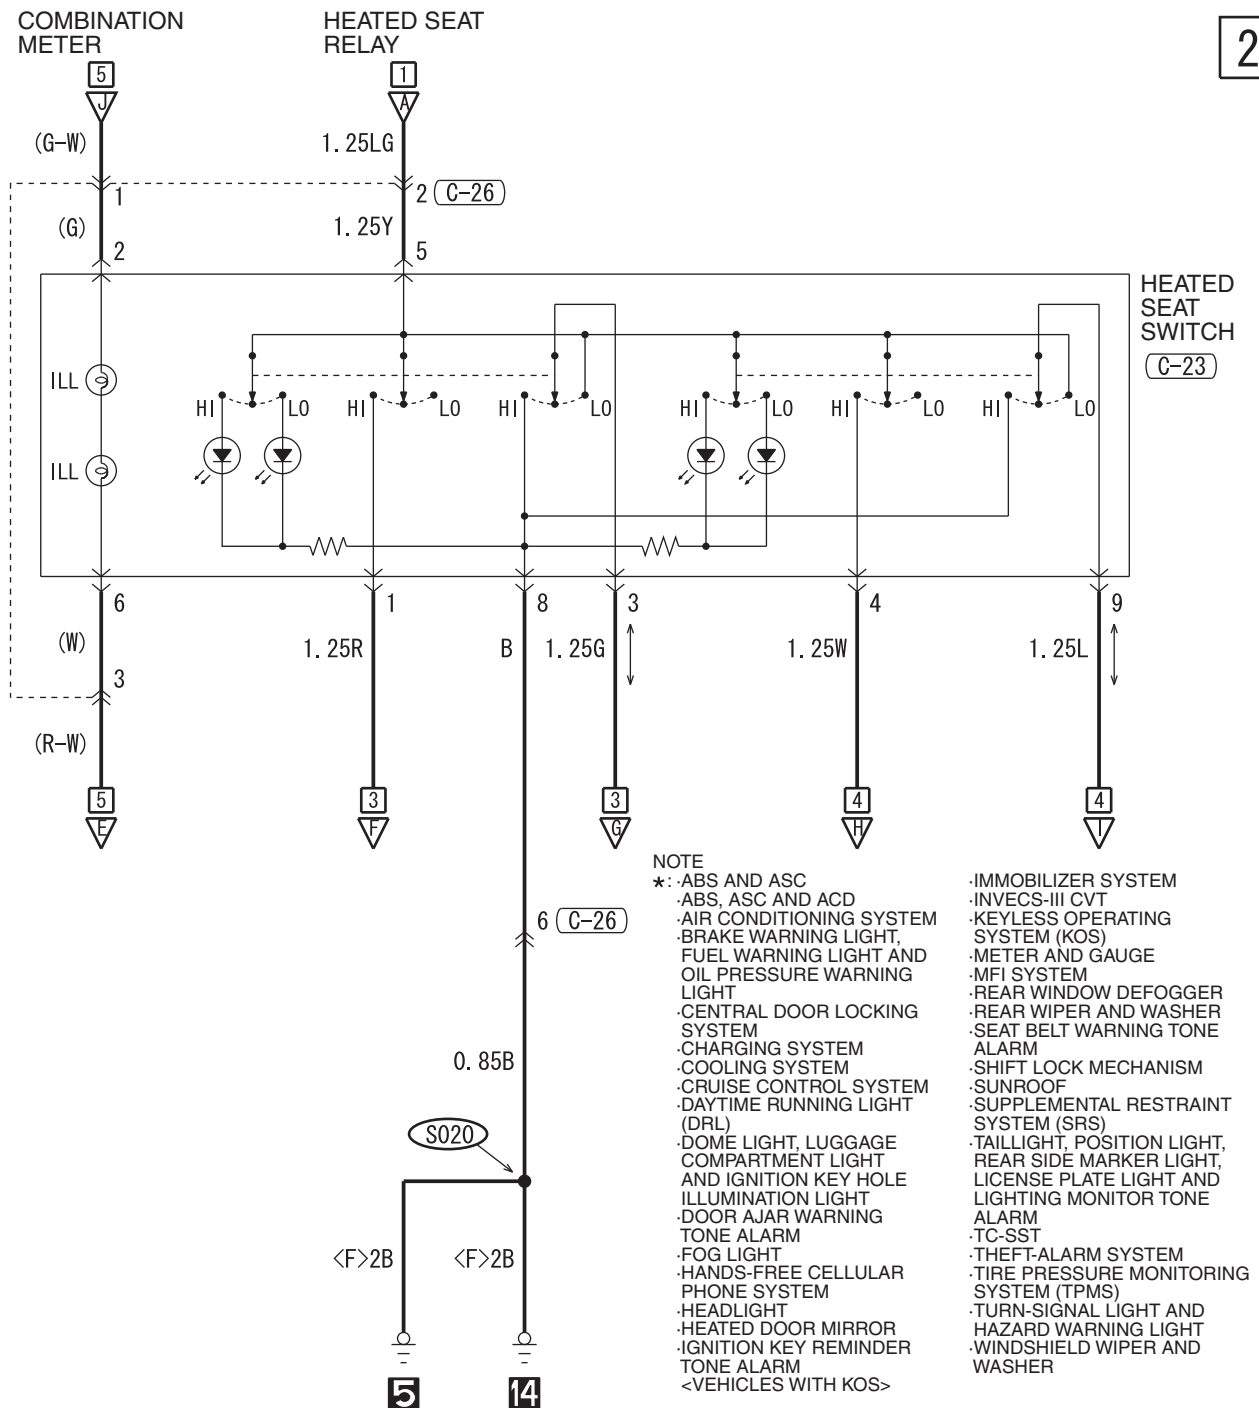 COMBINATION
METER
HEATED SEAT
RELAY
2
5
J
1
A
(G-W)
1.25LG
1
2
C-26
(G)
1.25Y
2
5
HEATED
SEAT
SWITCH
C-23
ILL
HI
LO
HI
LO
HI
LO
HI
LO
HI
LO
HI
LO
ILL
6
1
8
3
4
9
(W)
1.25R
B
1.25G
1.25W
1.25L
3
(R-W)
5
E
3
F
3
G
4
H
4
I
6
C-26
0.85B
S020
<F>2B
<F>2B
5
14
NOTE
*:·ABS AND ASC
·ABS, ASC AND ACD
·AIR CONDITIONING SYSTEM
·BRAKE WARNING LIGHT,
FUEL WARNING LIGHT AND
OIL PRESSURE WARNING
LIGHT
·CENTRAL DOOR LOCKING
SYSTEM
·CHARGING SYSTEM
·COOLING SYSTEM
·CRUISE CONTROL SYSTEM
·DAYTIME RUNNING LIGHT
(DRL)
·DOME LIGHT, LUGGAGE
COMPARTMENT LIGHT
AND IGNITION KEY HOLE
ILLUMINATION LIGHT
·DOOR AJAR WARNING
TONE ALARM
·FOG LIGHT
·HANDS-FREE CELLULAR
PHONE SYSTEM
·HEADLIGHT
·HEATED DOOR MIRROR
·IGNITION KEY REMINDER
TONE ALARM
<VEHICLES WITH KOS>
·IMMOBILIZER SYSTEM
·INVECS-III CVT
·KEYLESS OPERATING
SYSTEM (KOS)
·METER AND GAUGE
·MFI SYSTEM
·REAR WINDOW DEFOGGER
·REAR WIPER AND WASHER
·SEAT BELT WARNING TONE
ALARM
·SHIFT LOCK MECHANISM
·SUNROOF
·SUPPLEMENTAL RESTRAINT
SYSTEM (SRS)
·TAILLIGHT, POSITION LIGHT,
REAR SIDE MARKER LIGHT,
LICENSE PLATE LIGHT AND
LIGHTING MONITOR TONE
ALARM
·TC-SST
·THEFT-ALARM SYSTEM
·TIRE PRESSURE MONITORING
SYSTEM (TPMS)
·TURN-SIGNAL LIGHT AND
HAZARD WARNING LIGHT
·WINDSHIELD WIPER AND
WASHER